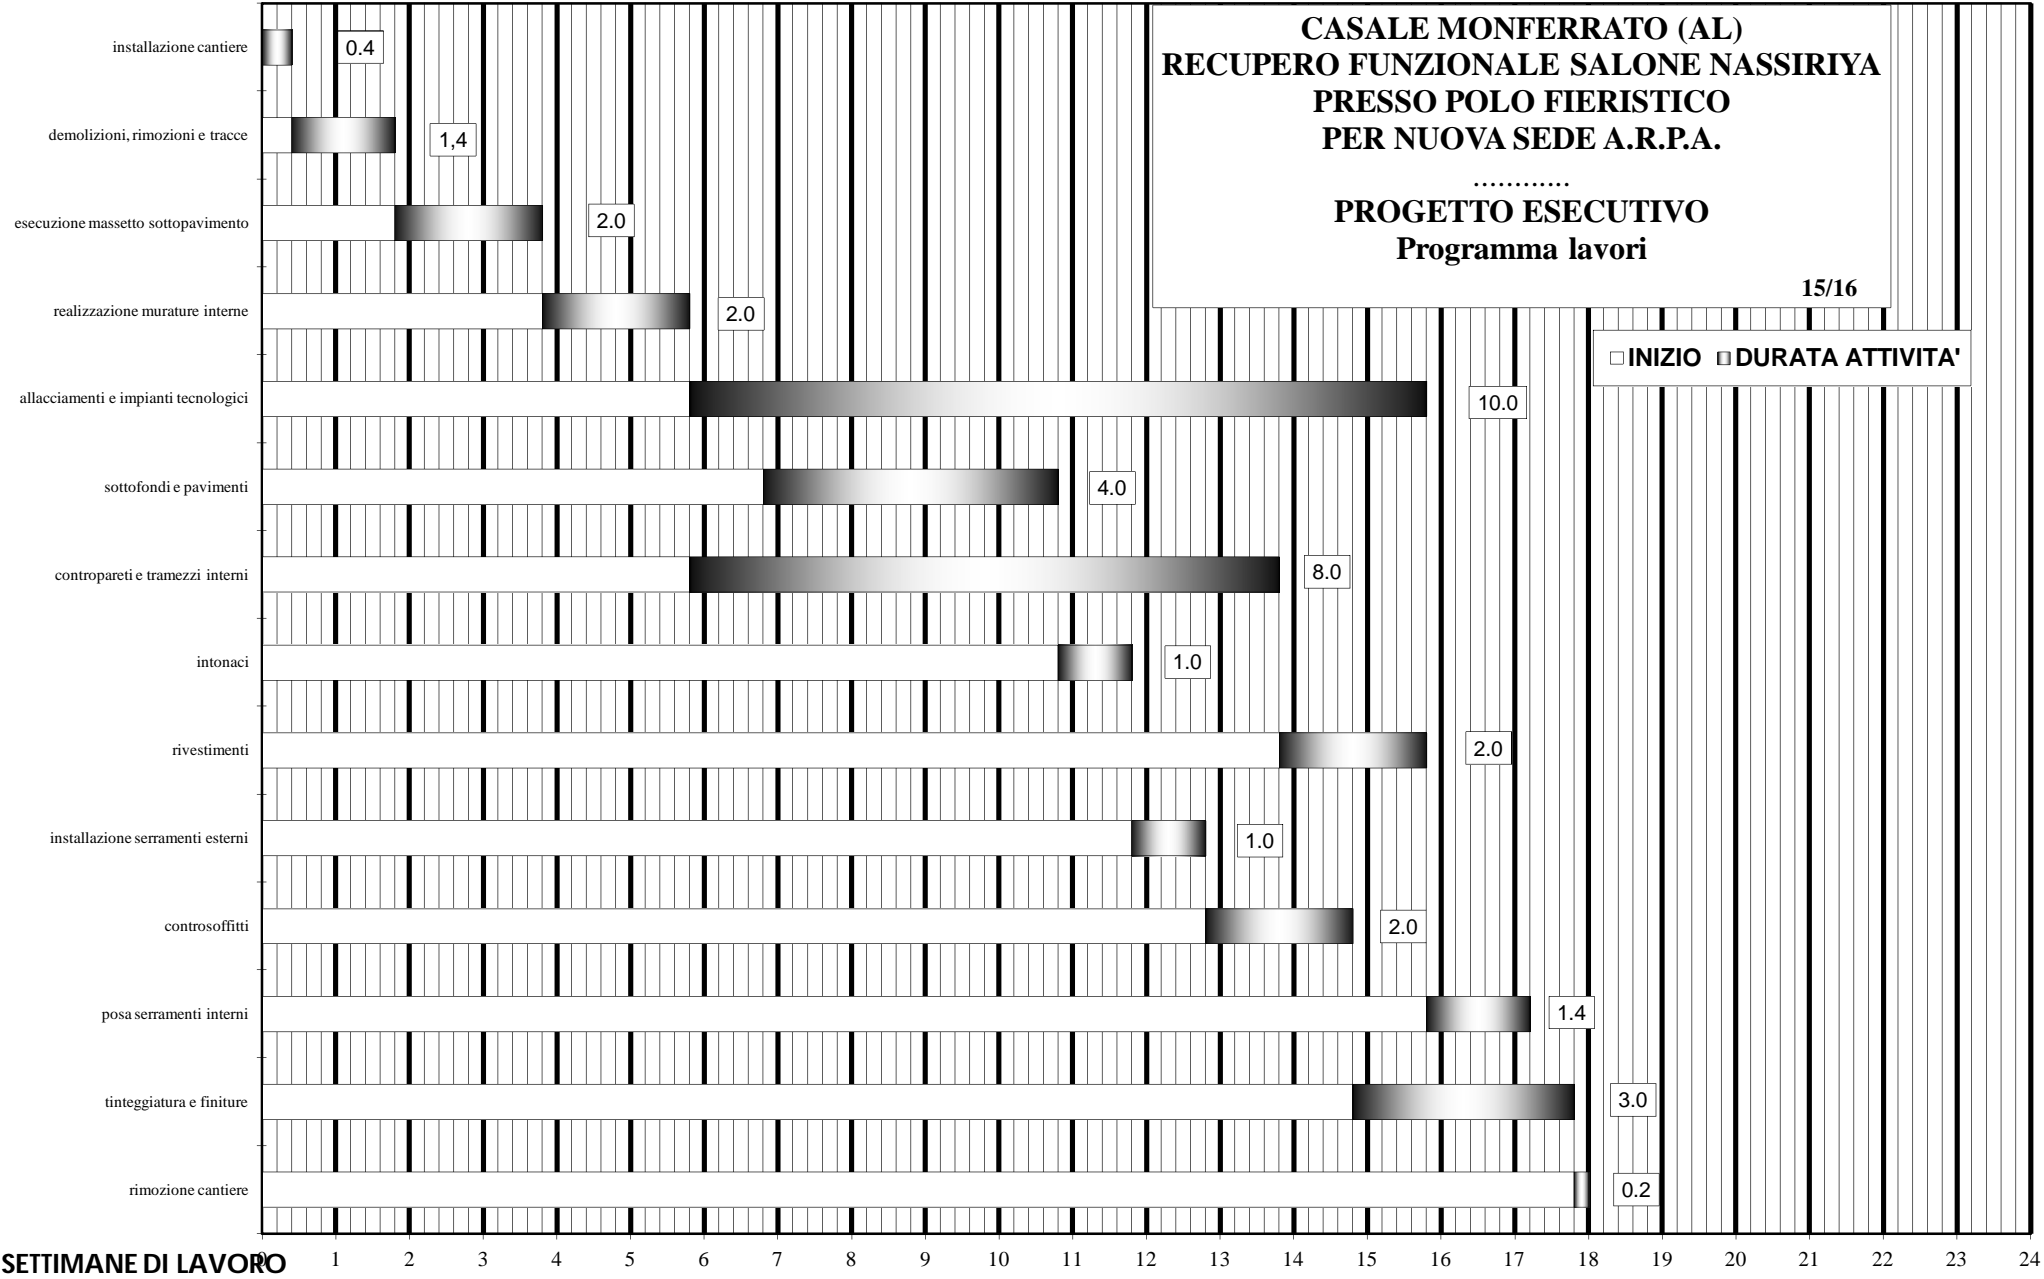 CASALE MONFERRATO (AL)
RECUPERO FUNZIONALE SALONE NASSIRIYA
PRESSO POLO FIERISTICO
PER NUOVA SEDE A.R.P.A.
............
PROGETTO ESECUTIVO
Programma lavori
15/16
INIZIO DURATA ATTIVITA'
installazione cantiere 0.4
demolizioni, rimozioni e tracce 1,4
esecuzione massetto sottopavimento 2.0
realizzazione murature interne 2.0
allacciamenti e impianti tecnologici 10.0
sottofondi e pavimenti 4.0
contropareti e tramezzi interni 8.0
intonaci 1.0
rivestimenti 2.0
installazione serramenti esterni 1.0
controsoffitti 2.0
posa serramenti interni 1.4
tinteggiatura e finiture 3.0
rimozione cantiere 0.2
0 1 2 3 4 5 6 7 8 9 10 11 12 13 14 15 16 17 18 19 20 21 22 23 24
SETTIMANE DI LAVORO